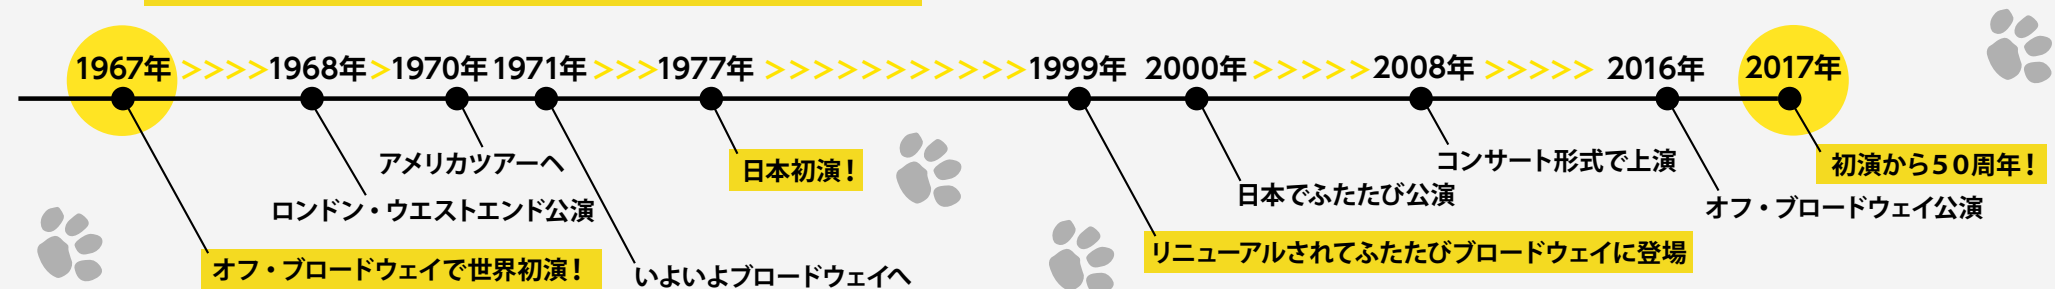 1967年 >>>> 1968年 > 1970年 1971年 >>> 1977年 >>>>>>>>>>> 1999年 2000年 >>>>> 2008年 >>>>> 2016年 2017年
アメリカツアーへ
日本初演！
コンサート形式で上演
初演から５０周年！
ロンドン・ウエストエンド公演
日本でふたたび公演
オフ・ブロードウェイ公演
オフ・ブロードウェイで世界初演！
いよいよブロードウェイへ
リニューアルされてふたたびブロードウェイに登場